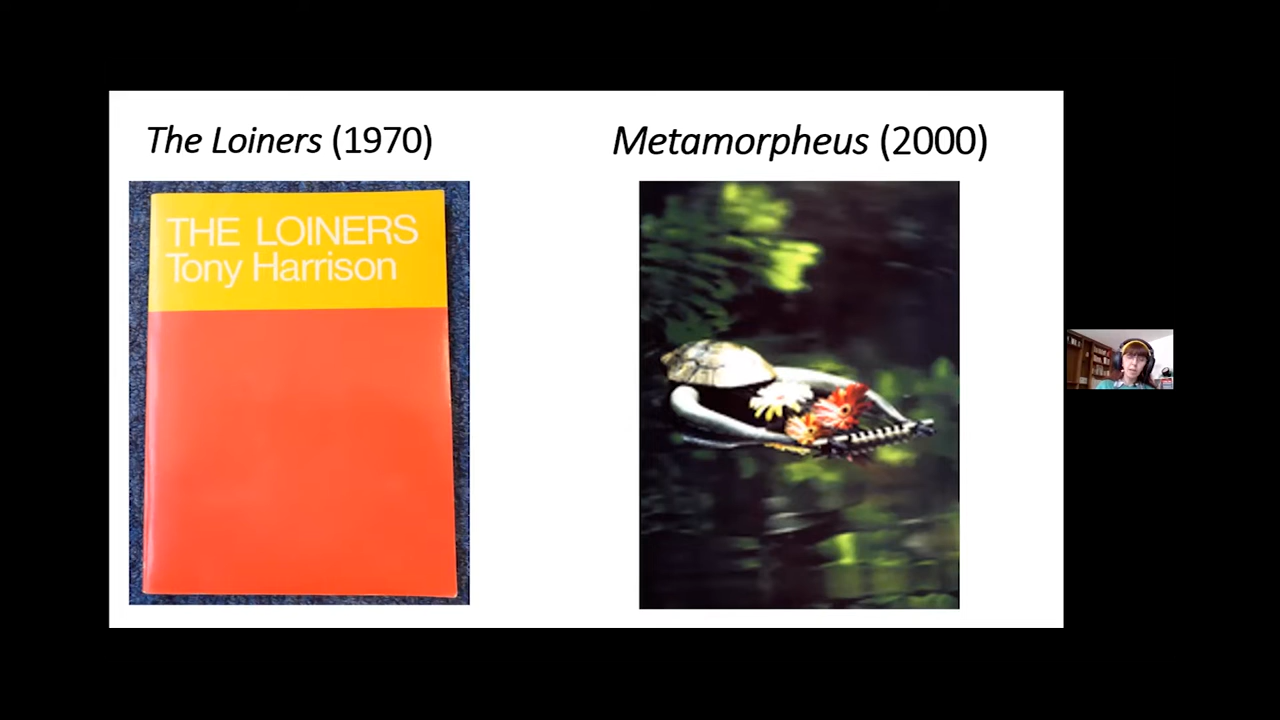 The Loiners (1970)
Metamorpheus (2000)
THE LOINERS
Tony Harrison